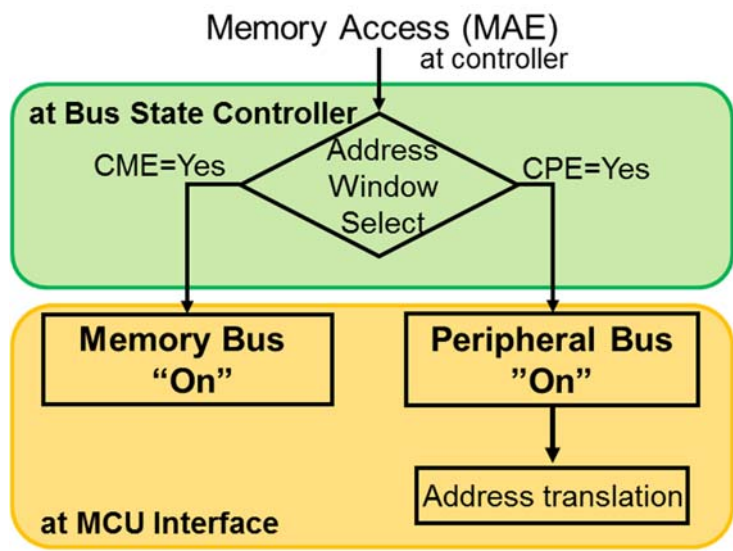 Memory Access (MAE)
at controller
at Bus State Controller
CME=Yes
Address
Window
Select
CPE=Yes
Memory Bus
“On”
Peripheral Bus
”On”
Address translation
at MCU Interface